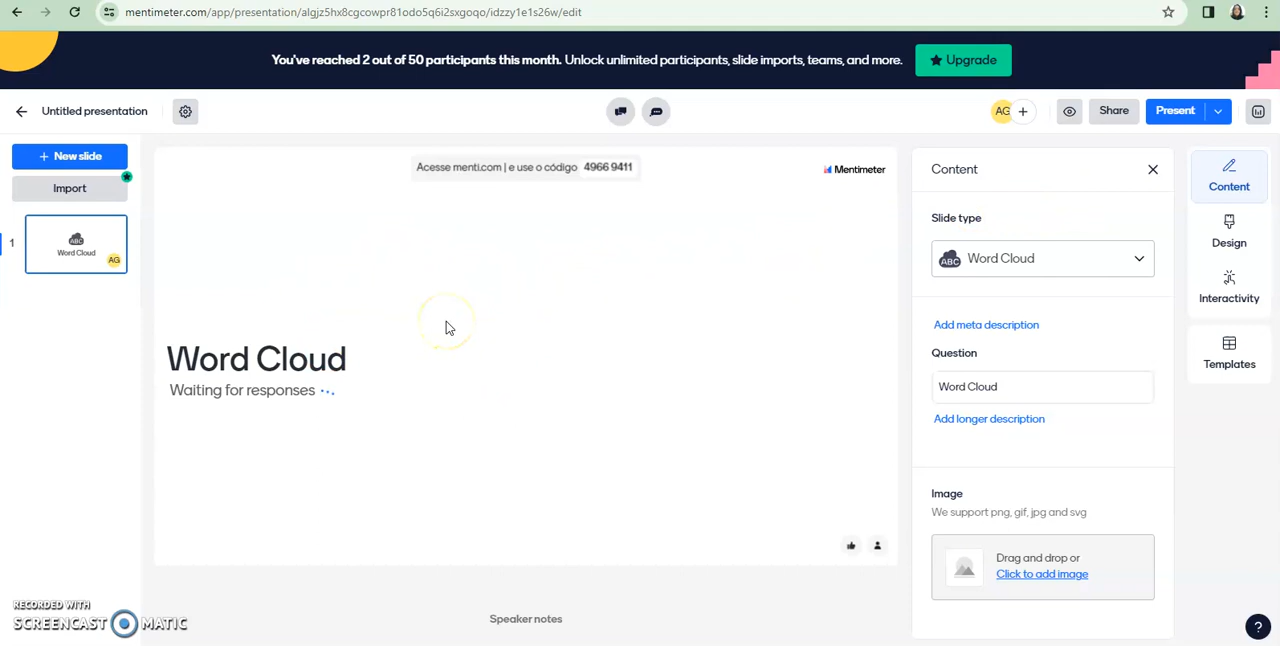 mentimeter.com/app/presentation/algjz5hx8cgcowpr81odo5q6i2sxgoqo/idzzy1e1s26w/edit
You've reached 2 out of 50 participants this month. Unlock unlimited participants, slide imports, teams, and more.
Upgrade
Untitled presentation
AG
Share
Present
New slide
Import
1
ABC
Word Cloud
AG
Acesse menti.com | e use o código 4966 9411
Mentimeter
Word Cloud
Waiting for responses
Speaker notes
Content
Slide type
ABC
Word Cloud
Add meta description
Question
Word Cloud
Add longer description
Image
We support png, gif, jpg and svg
Drag and drop or
Click to add image
Content
Design
Interactivity
Templates
?
RECORDED WITH
SCREENCAST MATIC